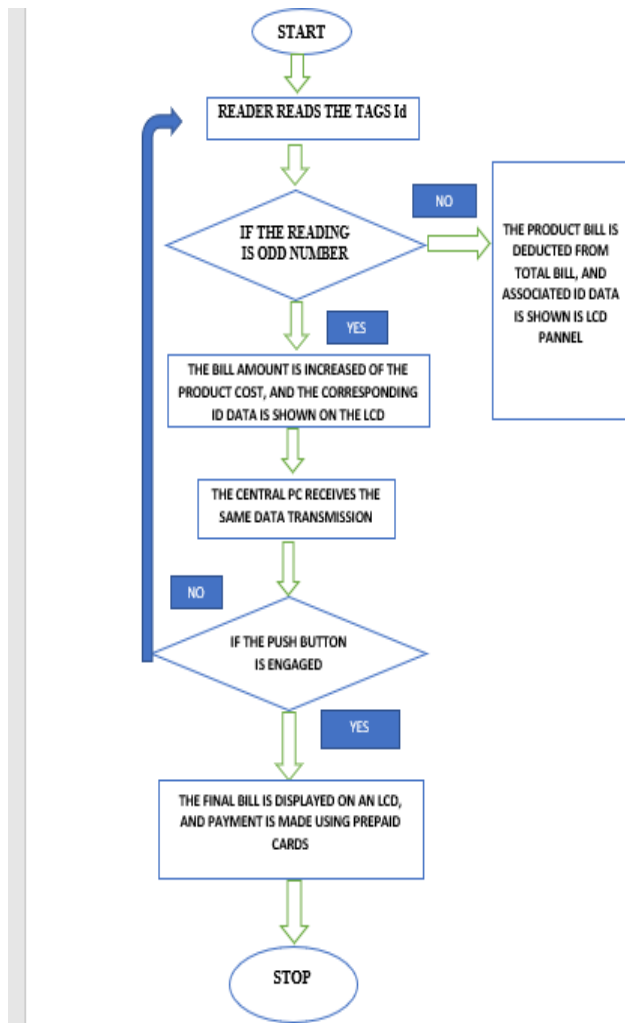 START
READER READS THE TAGS Id
IF THE READING
IS ODD NUMBER
NO
THE PRODUCT BILL IS
DEDUCTED FROM
TOTAL BILL, AND
ASSOCIATED ID DATA
IS SHOWN IS LCD
PANNEL
YES
THE BILL AMOUNT IS INCREASED OF THE
PRODUCT COST, AND THE CORRESPONDING
ID DATA IS SHOWN ON THE LCD
THE CENTRAL PC RECEIVES THE
SAME DATA TRANSMISSION
NO
IF THE PUSH BUTTON
IS ENGAGED
YES
THE FINAL BILL IS DISPLAYED ON AN LCD,
AND PAYMENT IS MADE USING PREPAID
CARDS
STOP